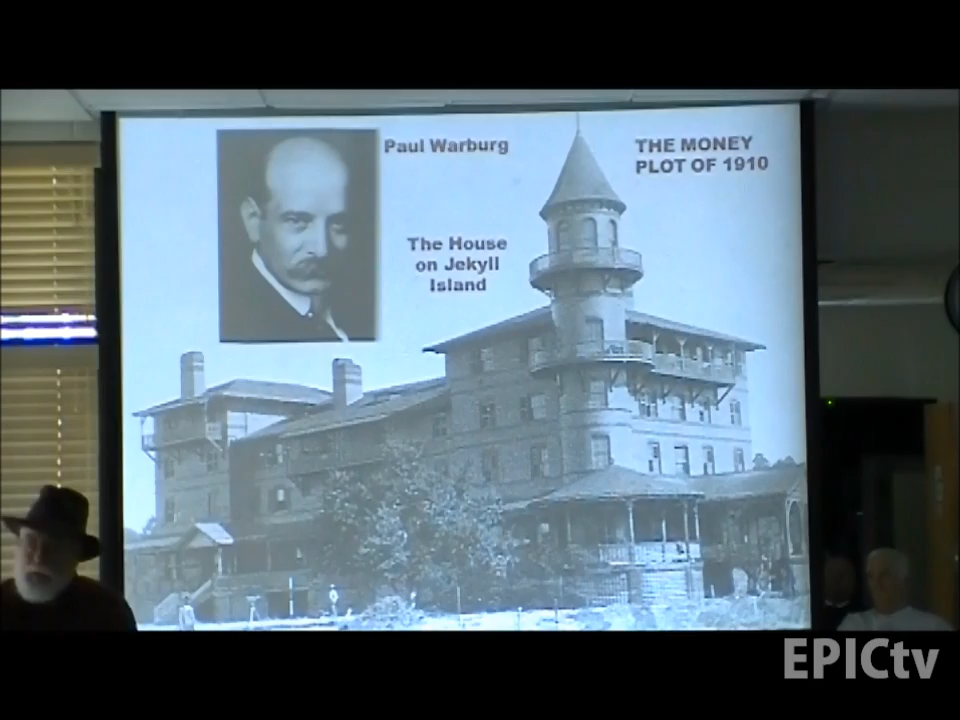 Paul Warburg
THE MONEY
PLOT OF 1910
The House
on Jekyll
Island
EPICtv